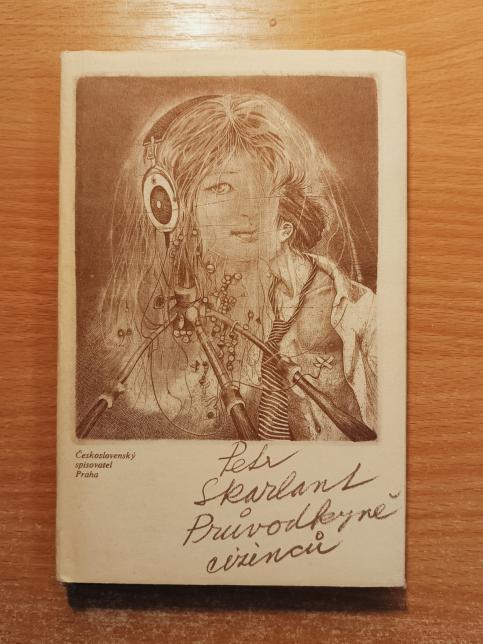 Československý
spisovatel
Praha
Petr
Skarlant
Průvodkyně
cizinců